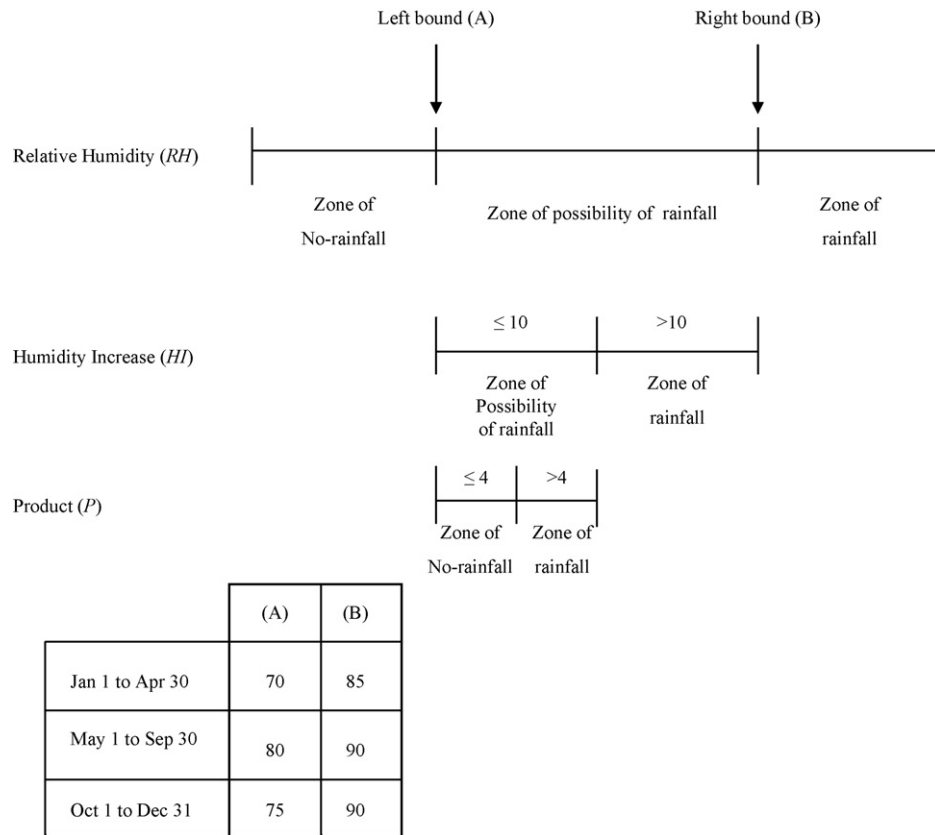 Left bound (A) Right bound (B)
Relative Humidity (RH)
Zone of
No-rainfall
Zone of possibility of rainfall
Zone of
rainfall
Humidity Increase (HI)
≤ 10 >10
Zone of
Possibility
of rainfall
Zone of
rainfall
Product (P)
≤ 4 >4
Zone of
No-rainfall
Zone of
rainfall
(A) (B)
Jan 1 to Apr 30 70 85
May 1 to Sep 30 80 90
Oct 1 to Dec 31 75 90